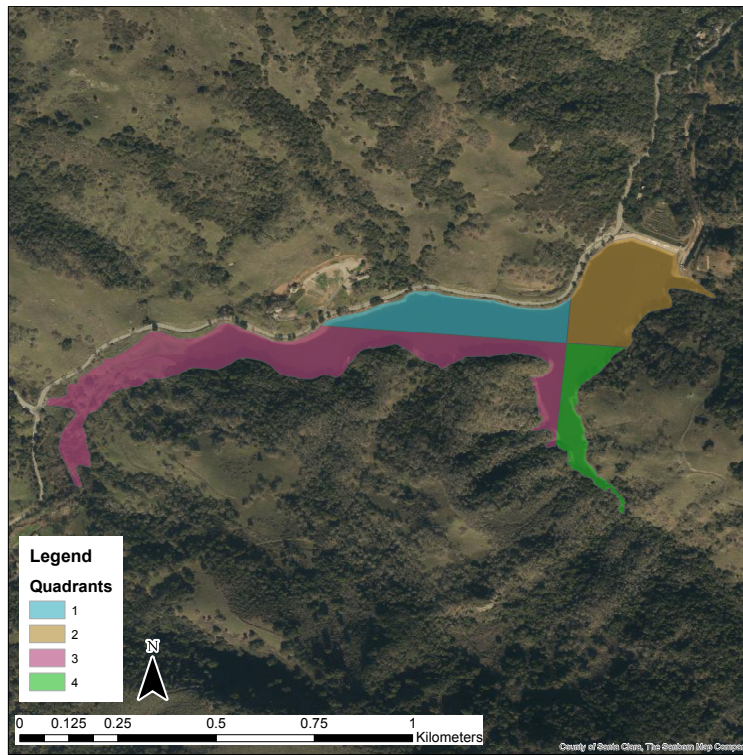 Legend
Quadrants
1
2
3
4
N
0 0.125 0.25 0.5 0.75 1
Kilometers
County of Santa Clara, The Sanborn Map Compa